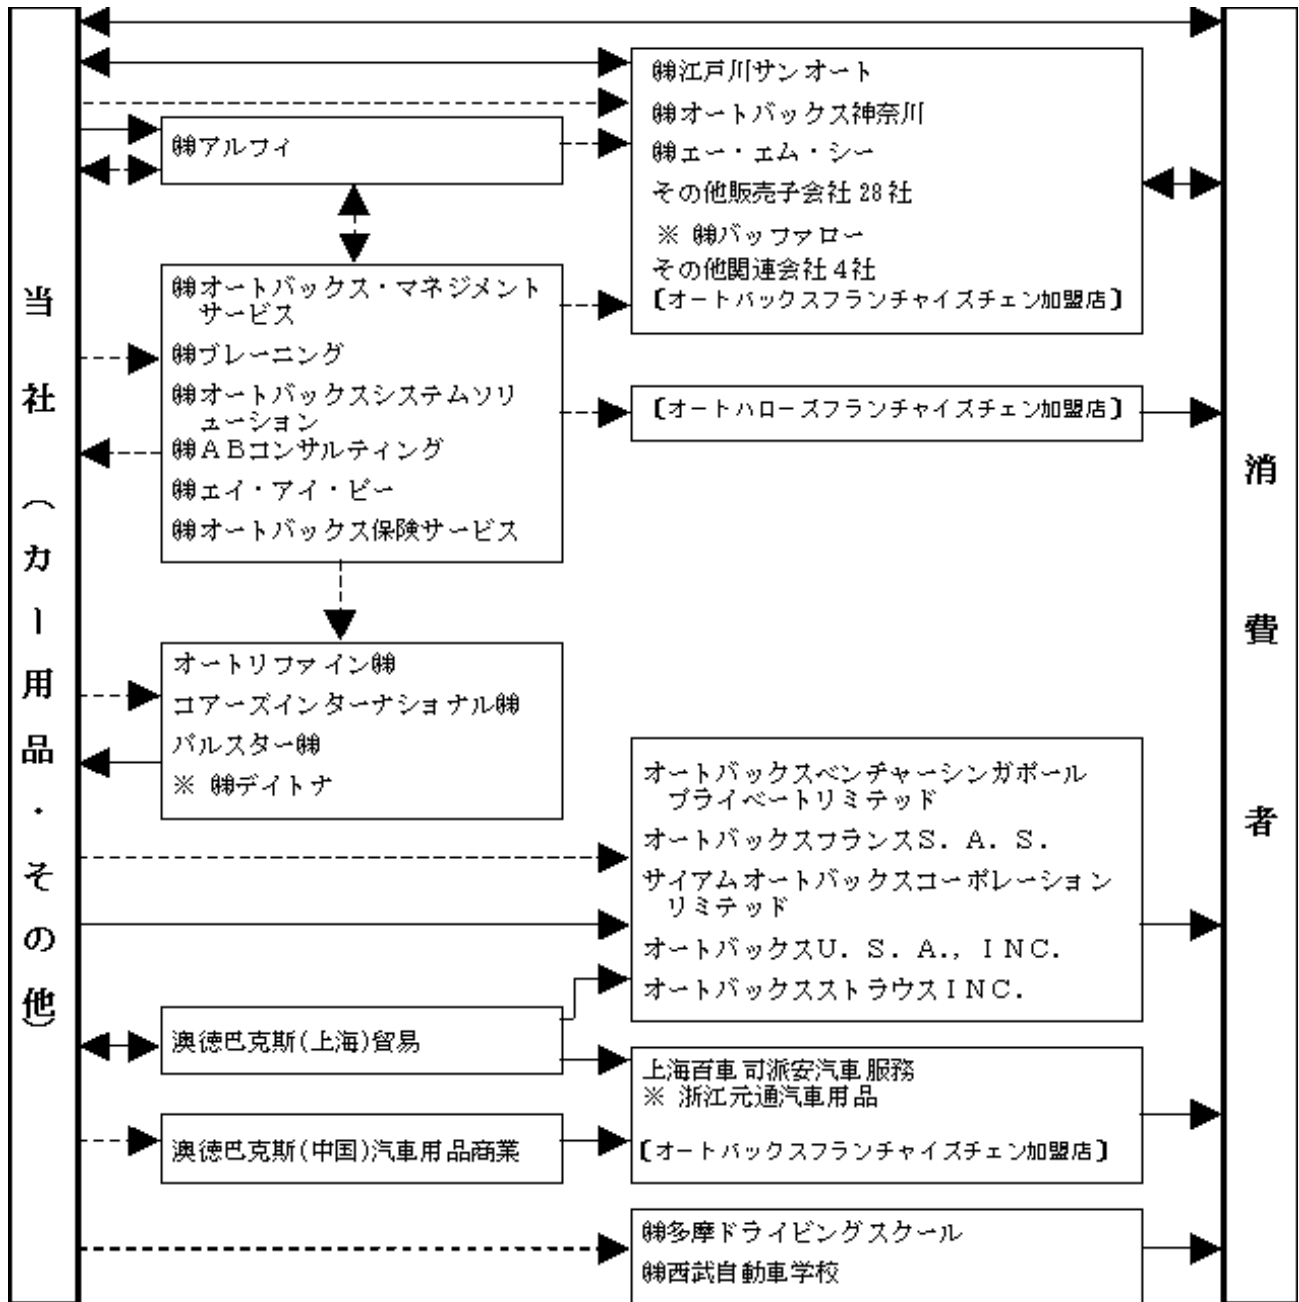 当社（カー用品・その他）
㈱江戸川サンオート
㈱オートバックス神奈川
㈱エー・エム・シー
その他販売子会社28社
※ ㈱バッファロー
その他関連会社4社
〔オートバックスフランチャイズチェン加盟店〕
㈱アルフィ
㈱オートバックス・マネジメント
サービス
㈱ブレーニング
㈱オートバックスシステムソリ
ューション
㈱ＡＢコンサルティング
㈱エイ・アイ・ピー
㈱オートバックス保険サービス
〔オートハローズフランチャイズチェン加盟店〕
オートリファイン㈱
コアーズインターナショナル㈱
パルスター㈱
※ ㈱デイトナ
オートバックスベンチャーシンガポール
プライベートリミテッド
オートバックスフランスＳ．Ａ．Ｓ．
サイアムオートバックスコーポレーション
リミテッド
オートバックスＵ．Ｓ．Ａ．，ＩＮＣ．
オートバックスストラウスＩＮＣ．
澳徳巴克斯(上海)貿易
上海百車司派安汽車服務
※ 浙江元通汽車用品
〔オートバックスフランチャイズチェン加盟店〕
澳徳巴克斯(中国)汽車用品商業
㈱多摩ドライビングスクール
㈱西武自動車学校
消費者